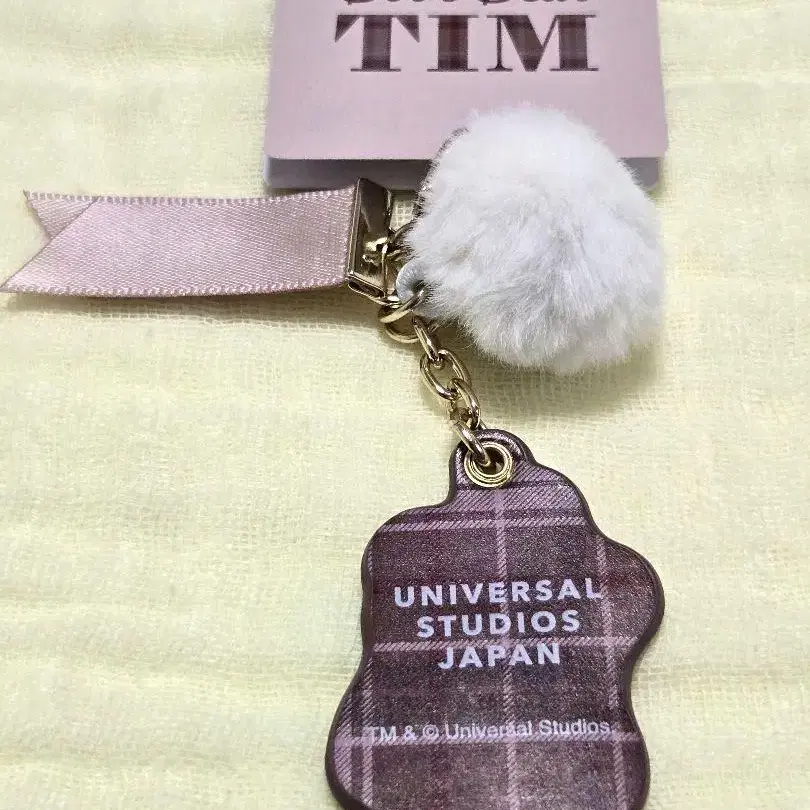 TIM
UNIVERSAL
STUDIOS
JAPAN
TM & © Universal Studios.